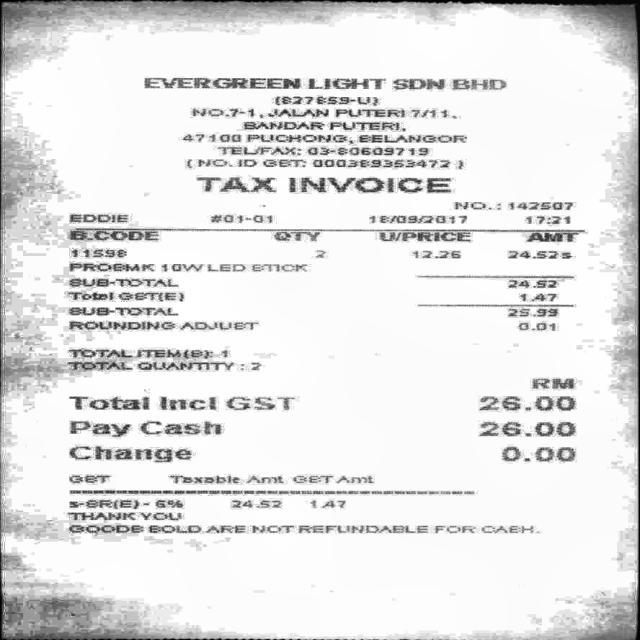 EVERGREEN LIGHT SDN BHD
(827859-U)
NO.7-1, JALAN PUTERI 7/11,
BANDAR PUTERI,
47100 PUCHONG, SELANGOR
TEL/FAX: 03-80609719
( NO. ID GST: 000389353472 )
TAX INVOICE
NO. : 142507
EDDIE #01-01 18/09/2017 17:21
B.CODE QTY U/PRICE AMT
11598 2 12.26 24.52s
PROEMK 10W LED STICK
SUB-TOTAL 24.52
Total GST(E) 1.47
SUB-TOTAL 25.99
ROUNDING ADJUST 0.01
TOTAL ITEM(S): 1
TOTAL QUANTITY : 2
RM
Total Incl GST 26.00
Pay Cash 26.00
Change 0.00
GST Taxable Amt GST Amt
s-SR(E) - 6% 24.52 1.47
THANK YOU
GOODS SOLD ARE NOT REFUNDABLE FOR CASH.